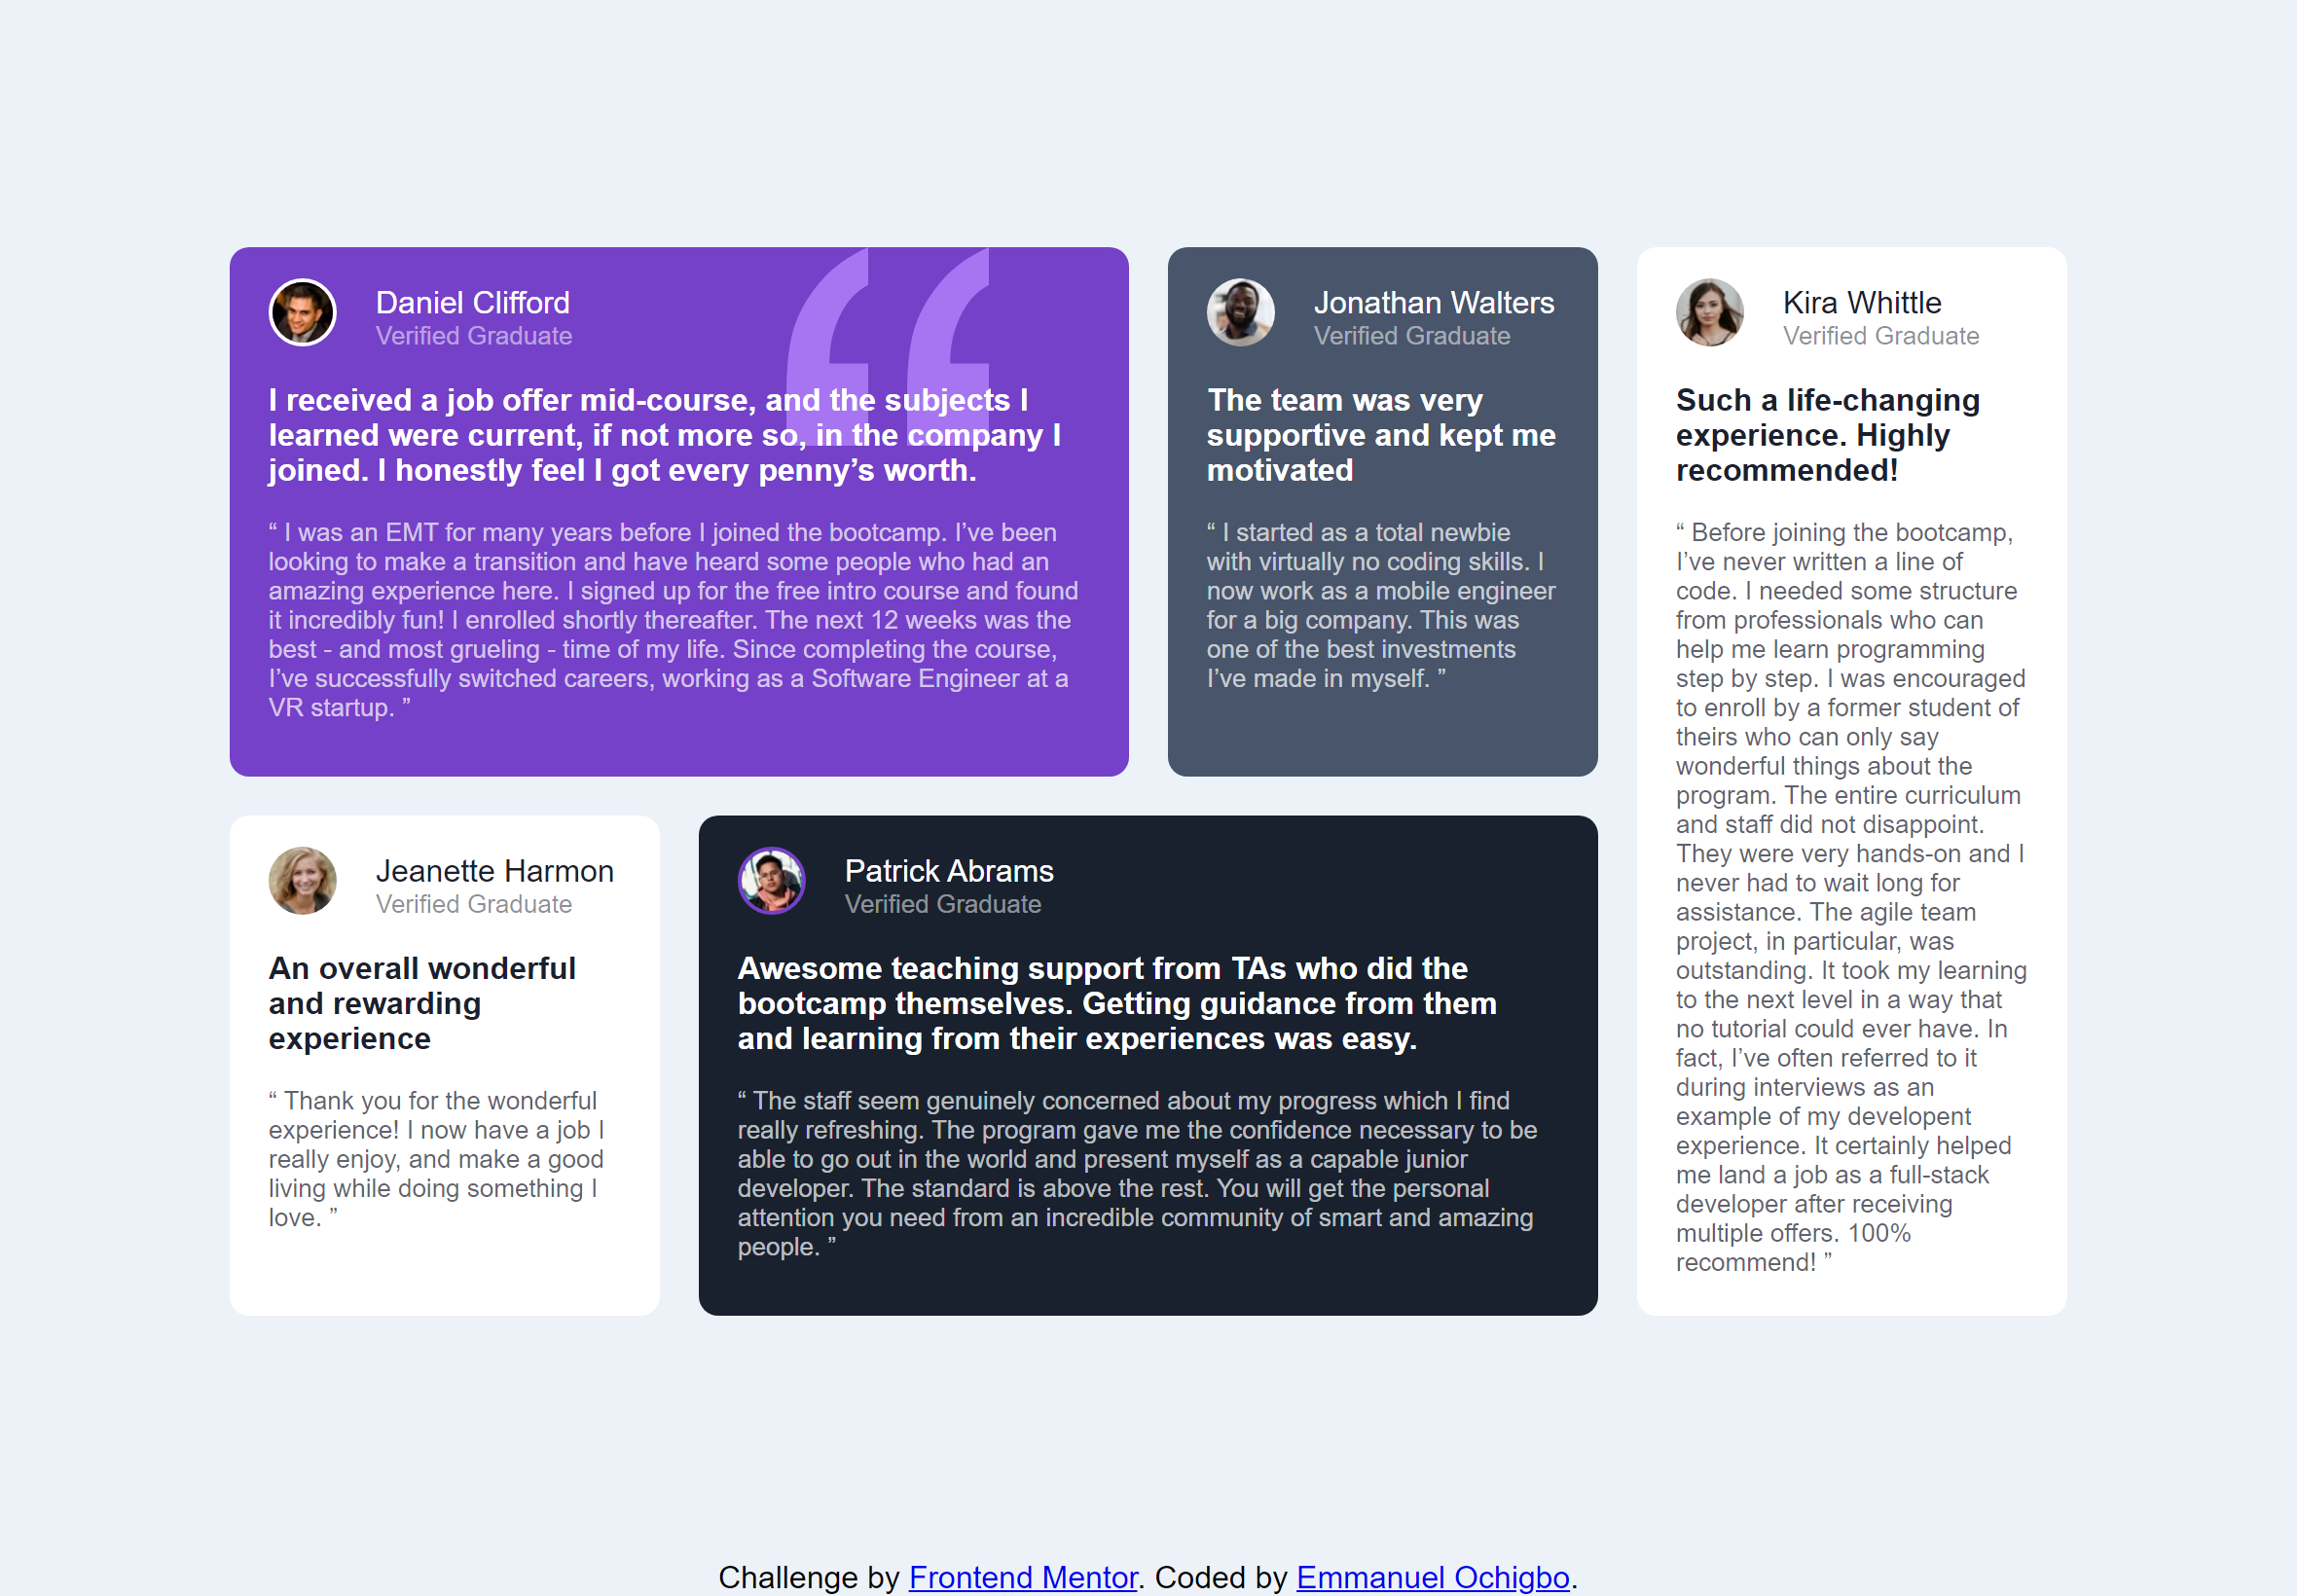 Daniel Clifford
Verified Graduate
I received a job offer mid-course, and the subjects I
learned were current, if not more so, in the company I
joined. I honestly feel I got every penny’s worth.
“ I was an EMT for many years before I joined the bootcamp. I’ve been
looking to make a transition and have heard some people who had an
amazing experience here. I signed up for the free intro course and found
it incredibly fun! I enrolled shortly thereafter. The next 12 weeks was the
best - and most grueling - time of my life. Since completing the course,
I’ve successfully switched careers, working as a Software Engineer at a
VR startup. ”
Jonathan Walters
Verified Graduate
The team was very
supportive and kept me
motivated
“ I started as a total newbie
with virtually no coding skills. I
now work as a mobile engineer
for a big company. This was
one of the best investments
I’ve made in myself. ”
Kira Whittle
Verified Graduate
Such a life-changing
experience. Highly
recommended!
“ Before joining the bootcamp,
I’ve never written a line of
code. I needed some structure
from professionals who can
help me learn programming
step by step. I was encouraged
to enroll by a former student of
theirs who can only say
wonderful things about the
program. The entire curriculum
and staff did not disappoint.
They were very hands-on and I
never had to wait long for
assistance. The agile team
project, in particular, was
outstanding. It took my learning
to the next level in a way that
no tutorial could ever have. In
fact, I’ve often referred to it
during interviews as an
example of my developent
experience. It certainly helped
me land a job as a full-stack
developer after receiving
multiple offers. 100%
recommend! ”
Jeanette Harmon
Verified Graduate
An overall wonderful
and rewarding
experience
“ Thank you for the wonderful
experience! I now have a job I
really enjoy, and make a good
living while doing something I
love. ”
Patrick Abrams
Verified Graduate
Awesome teaching support from TAs who did the
bootcamp themselves. Getting guidance from them
and learning from their experiences was easy.
“ The staff seem genuinely concerned about my progress which I find
really refreshing. The program gave me the confidence necessary to be
able to go out in the world and present myself as a capable junior
developer. The standard is above the rest. You will get the personal
attention you need from an incredible community of smart and amazing
people. ”
Challenge by Frontend Mentor. Coded by Emmanuel Ochigbo.